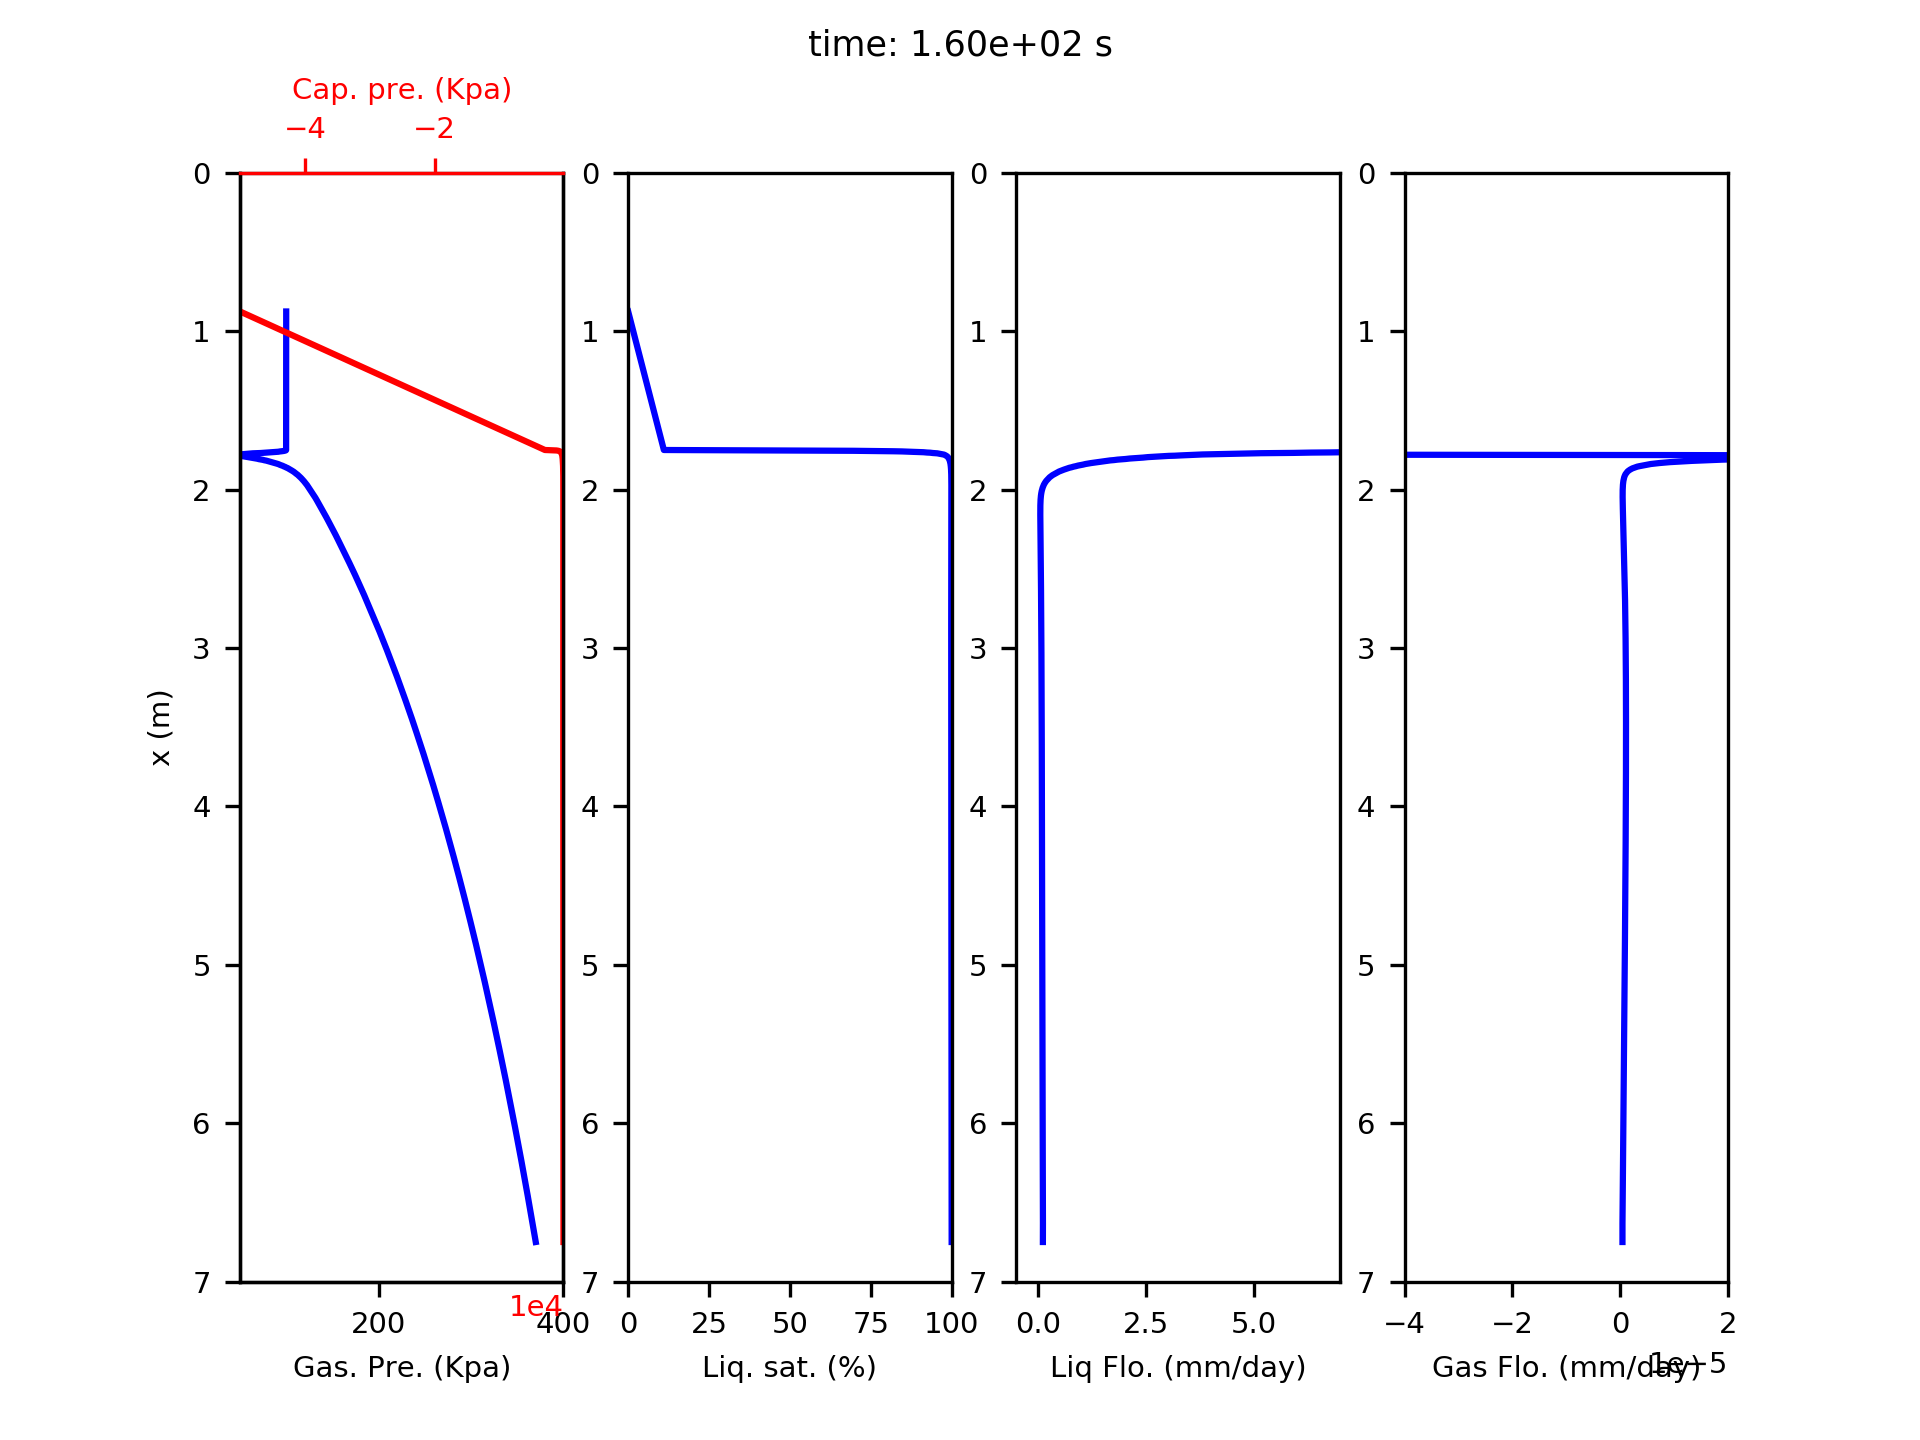 time: 1.60e+02 s
Cap. pre. (Kpa)
−4 −2
0 0 0 0
1 1 1 1
2 2 2 2
3 3 3 3
x (m)
4 4 4 4
5 5 5 5
6 6 6 6
7 7 7 7
1e4
200 400 0 25 50 75 100 0.0 2.5 5.0 −4 −2 0 2
Gas. Pre. (Kpa) Liq. sat. (%) Liq Flo. (mm/day) Gas Flo. (mm/day) 1e−5